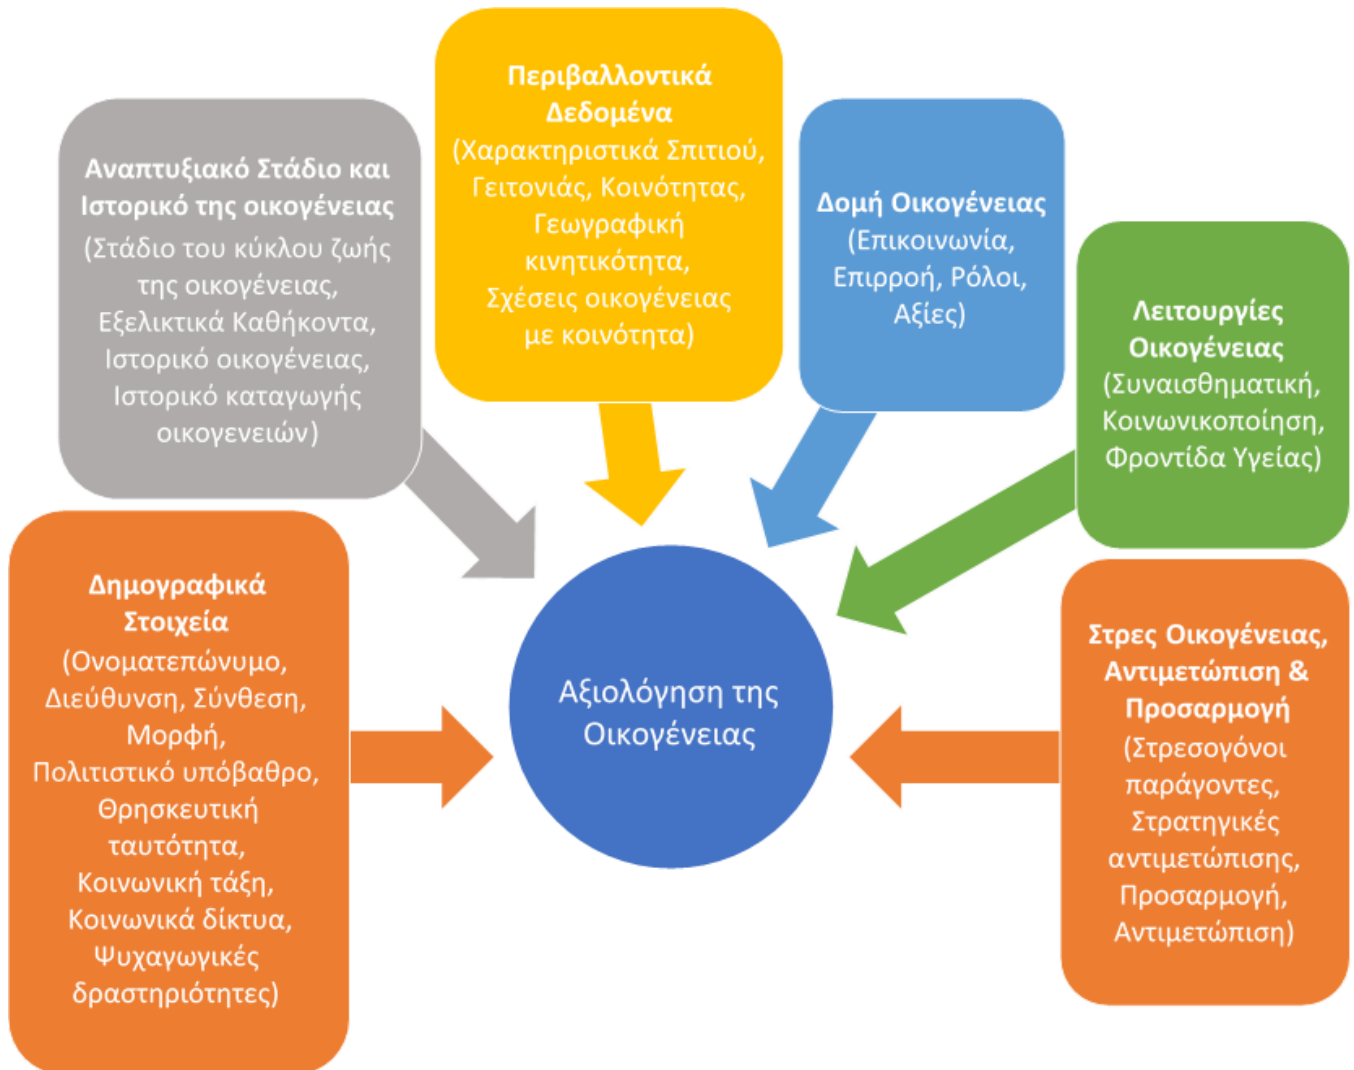 Περιβαλλοντικά
Δεδομένα
(Χαρακτηριστικά Σπιτιού,
Γειτονιάς, Κοινότητας,
Γεωγραφική
κινητικότητα,
Σχέσεις οικογένειας
με κοινότητα)
Αναπτυξιακό Στάδιο και
Ιστορικό της οικογένειας
(Στάδιο του κύκλου ζωής
της οικογένειας,
Εξελικτικά Καθήκοντα,
Ιστορικό οικογένειας,
Ιστορικό καταγωγής
οικογενειών)
Δομή Οικογένειας
(Επικοινωνία,
Επιρροή, Ρόλοι,
Αξίες)
Λειτουργίες
Οικογένειας
(Συναισθηματική,
Κοινωνικοποίηση,
Φροντίδα Υγείας)
Δημογραφικά
Στοιχεία
(Ονοματεπώνυμο,
Διεύθυνση, Σύνθεση,
Μορφή,
Πολιτιστικό υπόβαθρο,
Θρησκευτική
ταυτότητα,
Κοινωνική τάξη,
Κοινωνικά δίκτυα,
Ψυχαγωγικές
δραστηριότητες)
Αξιολόγηση της
Οικογένειας
Στρες Οικογένειας,
Αντιμετώπιση &
Προσαρμογή
(Στρεσογόνοι
παράγοντες,
Στρατηγικές
αντιμετώπισης,
Προσαρμογή,
Αντιμετώπιση)